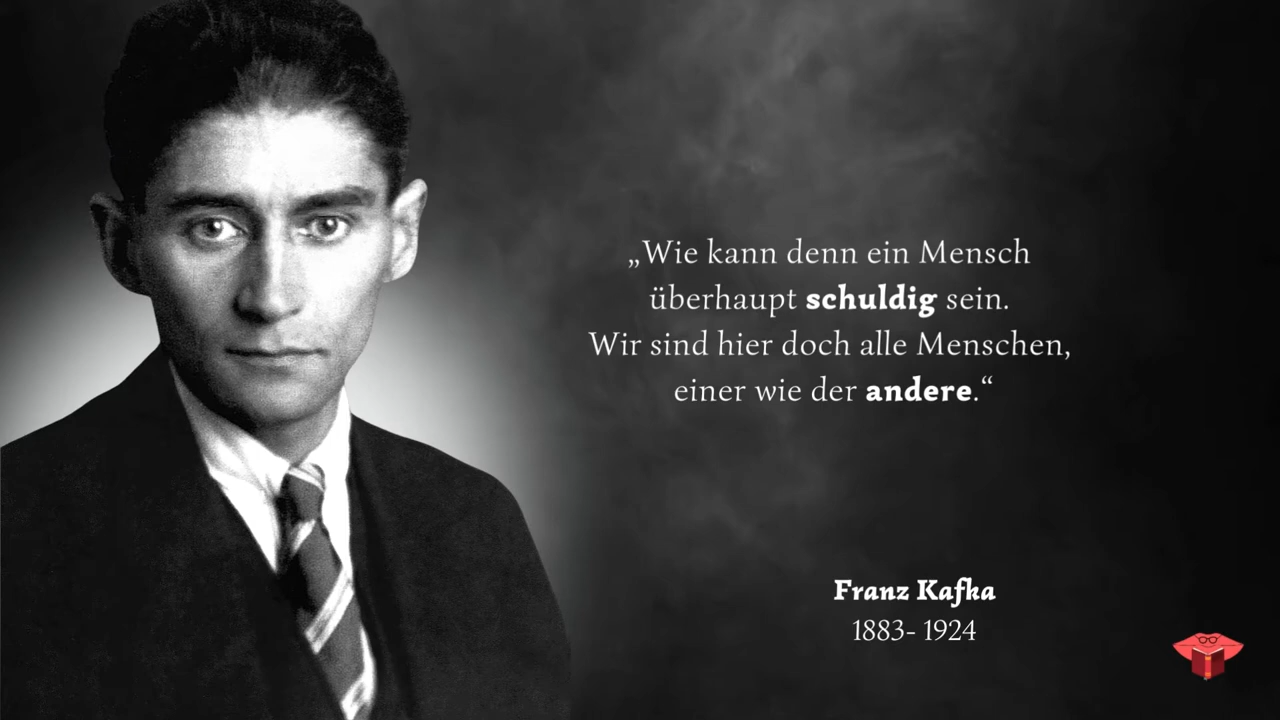 „Wie kann denn ein Mensch
überhaupt schuldig sein.
Wir sind hier doch alle Menschen,
einer wie der andere.“
Franz Kafka
1883- 1924